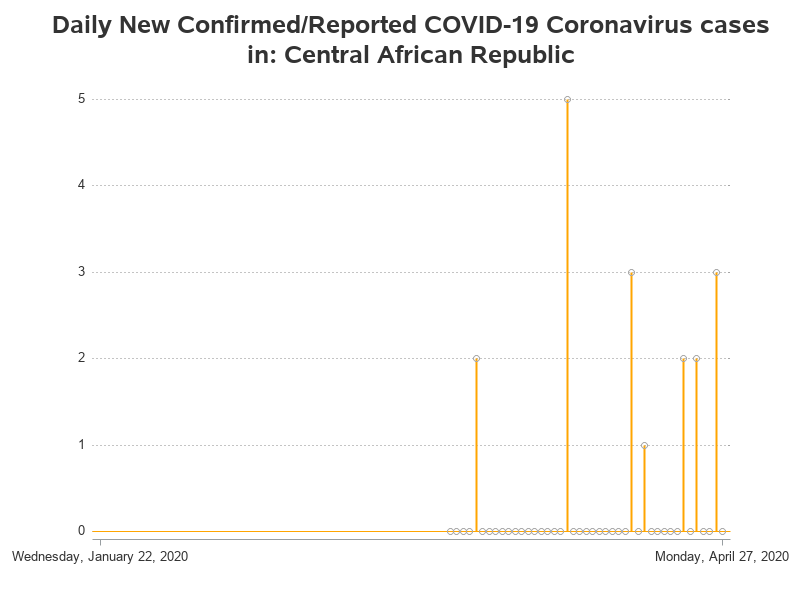 Daily New Confirmed/Reported COVID-19 Coronavirus cases
in: Central African Republic
5
4
3
2
1
0
Wednesday, January 22, 2020
Monday, April 27, 2020